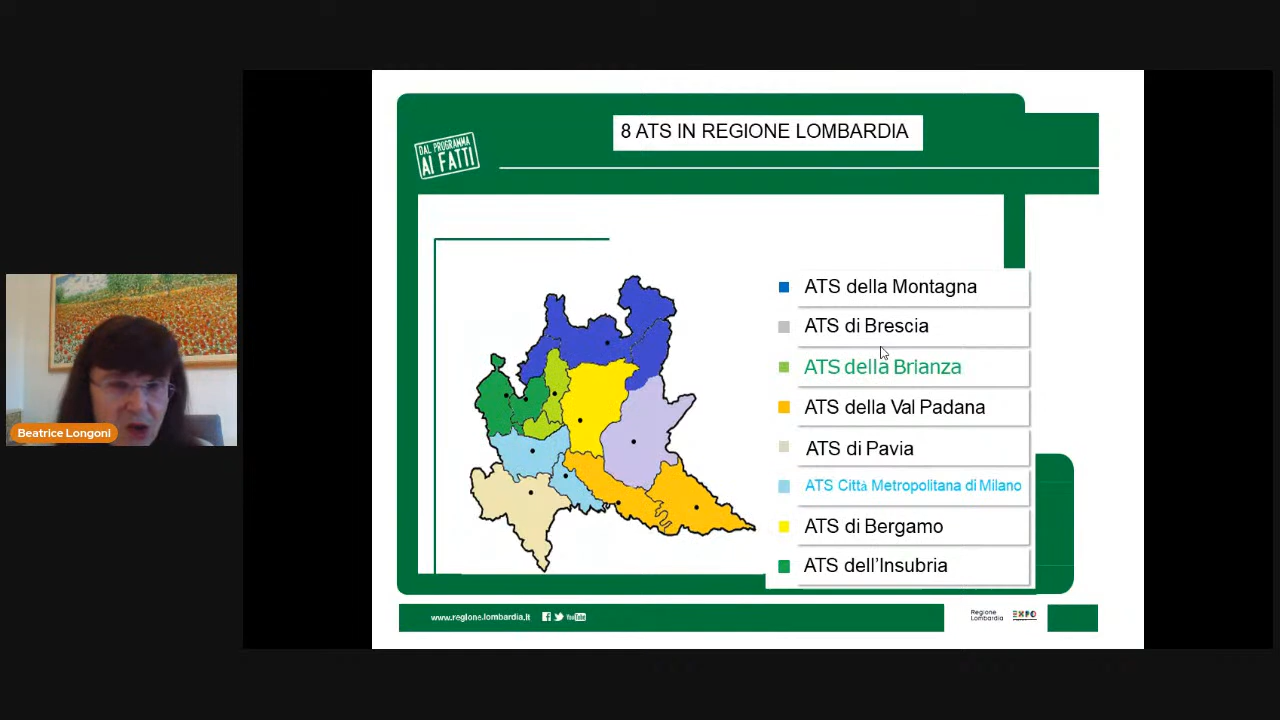 8 ATS IN REGIONE LOMBARDIA
DAL PROGRAMMA
AI FATTI
ATS della Montagna
ATS di Brescia
ATS della Brianza
ATS della Val Padana
ATS di Pavia
ATS Città Metropolitana di Milano
ATS di Bergamo
ATS dell'Insubria
Beatrice Longoni
www.regione.lombardia.it
YouTube
Regione
Lombardia
EXPO